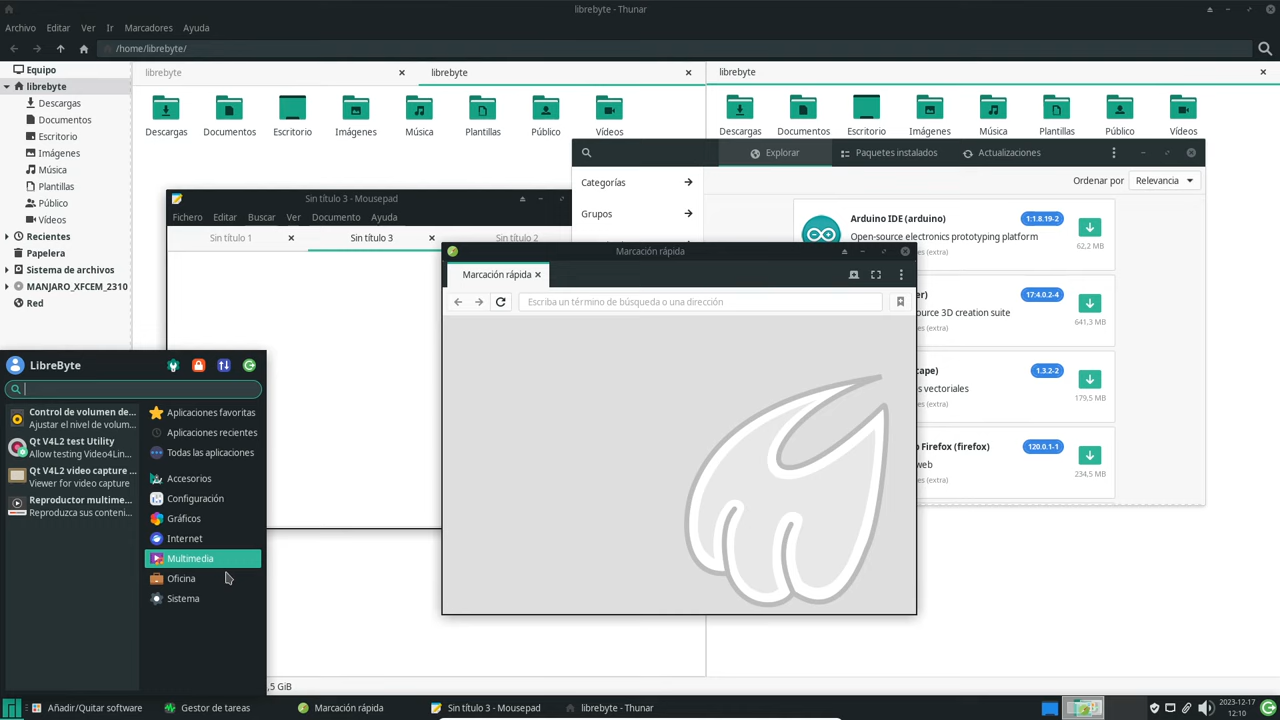 librebyte - Thunar
Archivo Editar Ver Ir Marcadores Ayuda
/home/librebyte/
Equipo
librebyte
Descargas
Documentos
Escritorio
Imágenes
Música
Plantillas
Público
Vídeos
Recientes
Papelera
Sistema de archivos
MANJARO_XFCEM_2310
Red
librebyte
librebyte
librebyte
Descargas Documentos Escritorio Imágenes Música Plantillas Público Vídeos
Descargas Documentos Escritorio Imágenes Música Plantillas Público Vídeos
Explorar Paquetes instalados Actualizaciones
Categorías
Grupos
Ordenar por Relevancia
Arduino IDE (arduino) 1:1.8.19-2
Open-source electronics prototyping platform
62,2 MB
er) 17:4.0.2-4
source 3D creation suite
es (extra)
641,3 MB
cape) 1.3.2-2
s vectoriales
es (extra)
179,5 MB
o Firefox (firefox) 120.0.1-1
web
es (extra)
234,5 MB
Sin título 3 - Mousepad
Fichero Editar Buscar Ver Documento Ayuda
Sin título 1 Sin título 3 Sin título 2
Marcación rápida
Marcación rápida
Escriba un término de búsqueda o una dirección
LibreByte
Control de volumen de...
Ajustar el nivel de volum...
Qt V4L2 test Utility
Allow testing Video4Lin...
Qt V4L2 video capture ...
Viewer for video capture
Reproductor multime...
Reproduzca sus conteni...
Aplicaciones favoritas
Aplicaciones recientes
Todas las aplicaciones
Accesorios
Configuración
Gráficos
Internet
Multimedia
Oficina
Sistema
,5 GiB
Añadir/Quitar software Gestor de tareas Marcación rápida Sin título 3 - Mousepad librebyte - Thunar
2023-12-17
12:10